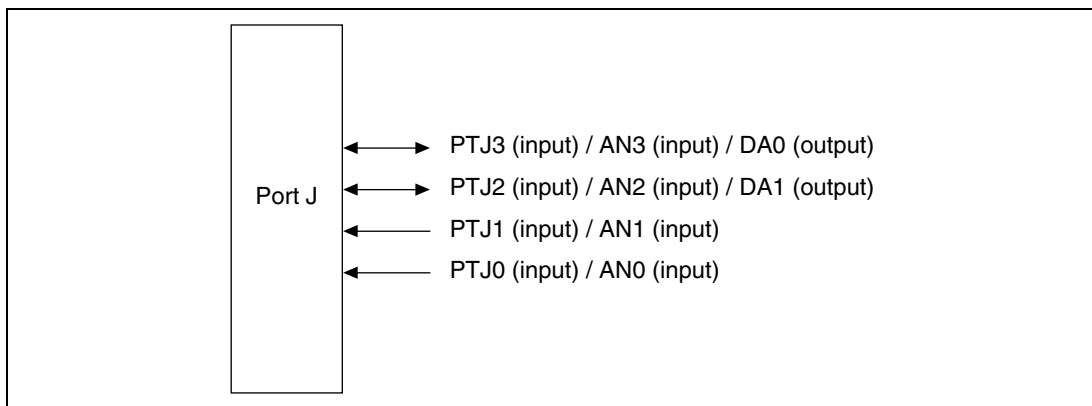 Port J
PTJ3 (input) / AN3 (input) / DA0 (output)
PTJ2 (input) / AN2 (input) / DA1 (output)
PTJ1 (input) / AN1 (input)
PTJ0 (input) / AN0 (input)